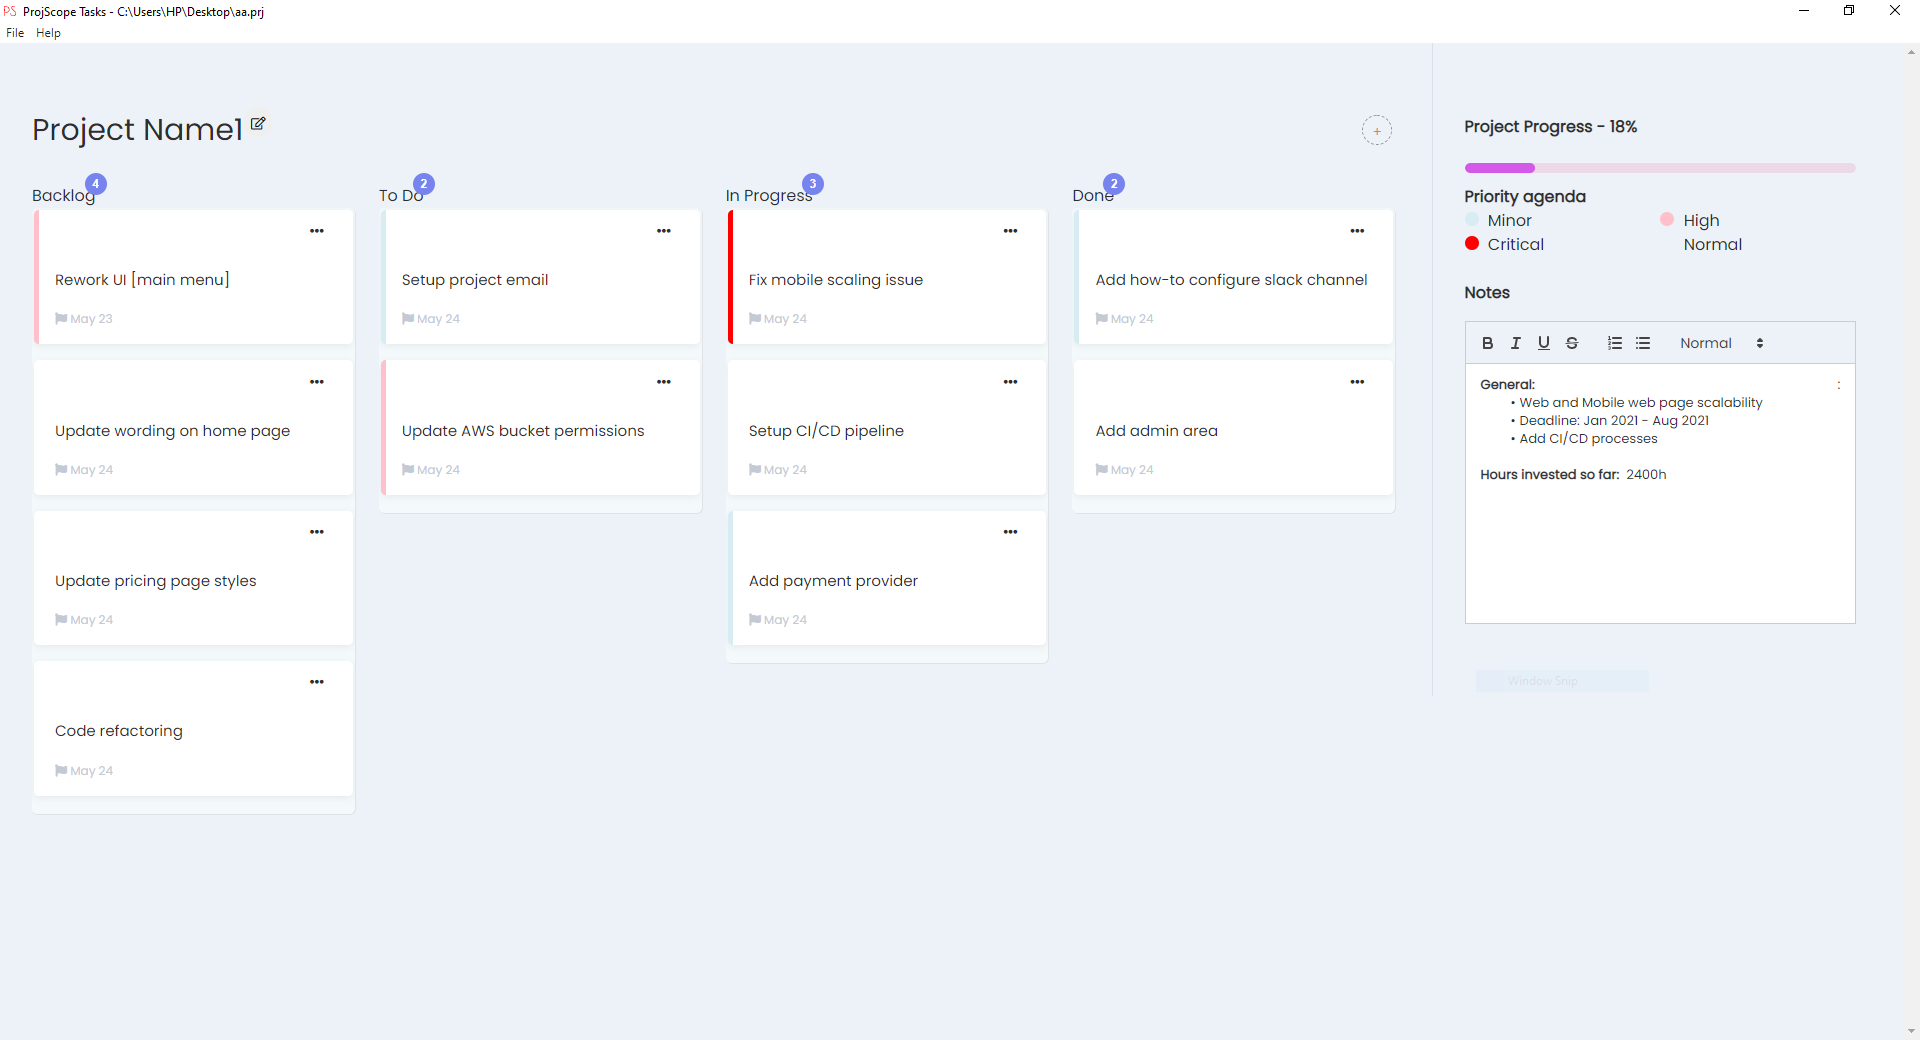 PS ProjScope Tasks - C:\Users\HP\Desktop\aa.prj
File Help
Project Name1
+
Backlog 4
Rework UI [main menu]
May 23
Update wording on home page
May 24
Update pricing page styles
May 24
Code refactoring
May 24
To Do 2
Setup project email
May 24
Update AWS bucket permissions
May 24
In Progress 3
Fix mobile scaling issue
May 24
Setup CI/CD pipeline
May 24
Add payment provider
May 24
Done 2
Add how-to configure slack channel
May 24
Add admin area
May 24
Project Progress - 18%
Priority agenda
Minor High
Critical Normal
Notes
B I U S Normal
General: :
• Web and Mobile web page scalability
• Deadline: Jan 2021 - Aug 2021
• Add CI/CD processes
Hours invested so far: 2400h
Window Snip